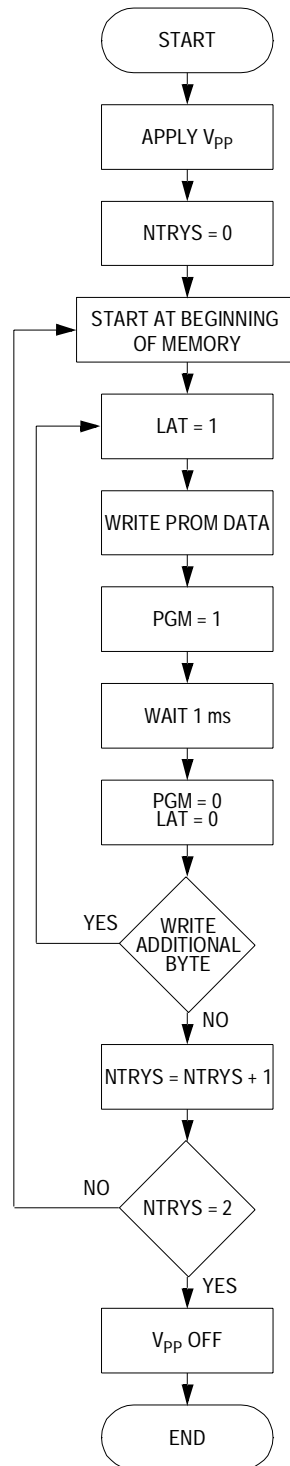 START
APPLY VPP
NTRYS = 0
START AT BEGINNING
OF MEMORY
LAT = 1
WRITE PROM DATA
PGM = 1
WAIT 1 ms
PGM = 0
LAT = 0
YES
WRITE
ADDITIONAL
BYTE
NO
NTRYS = NTRYS + 1
NO
NTRYS = 2
YES
VPP OFF
END